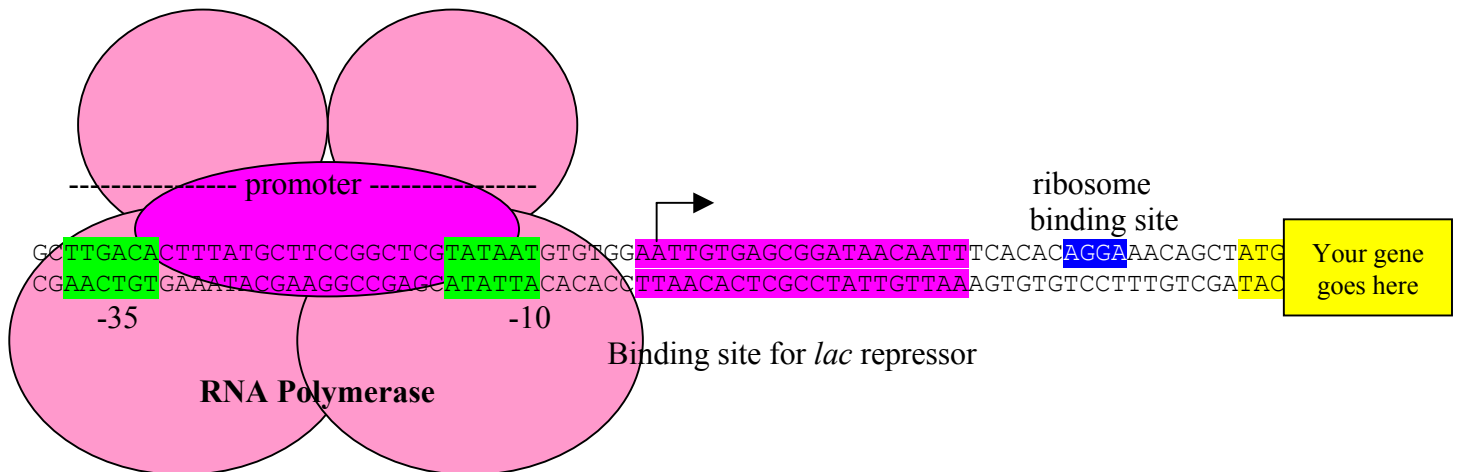 ------------ promoter ------------
ribosome
binding site
GCTTGACACTTTATGCTTCCGGCTCGTATAATGTGTGGAATTGTGAGCGGATAACAATTTCACACAGGAAACAGCTATG
CGAACTGTGAAATACGAAGGCCGAGCATATTACACACCTTAACACTCGCCTATTGTTAAAGTGTGTCCTTTGTCGATAC
Your gene
goes here
-35
-10
Binding site for lac repressor
RNA Polymerase